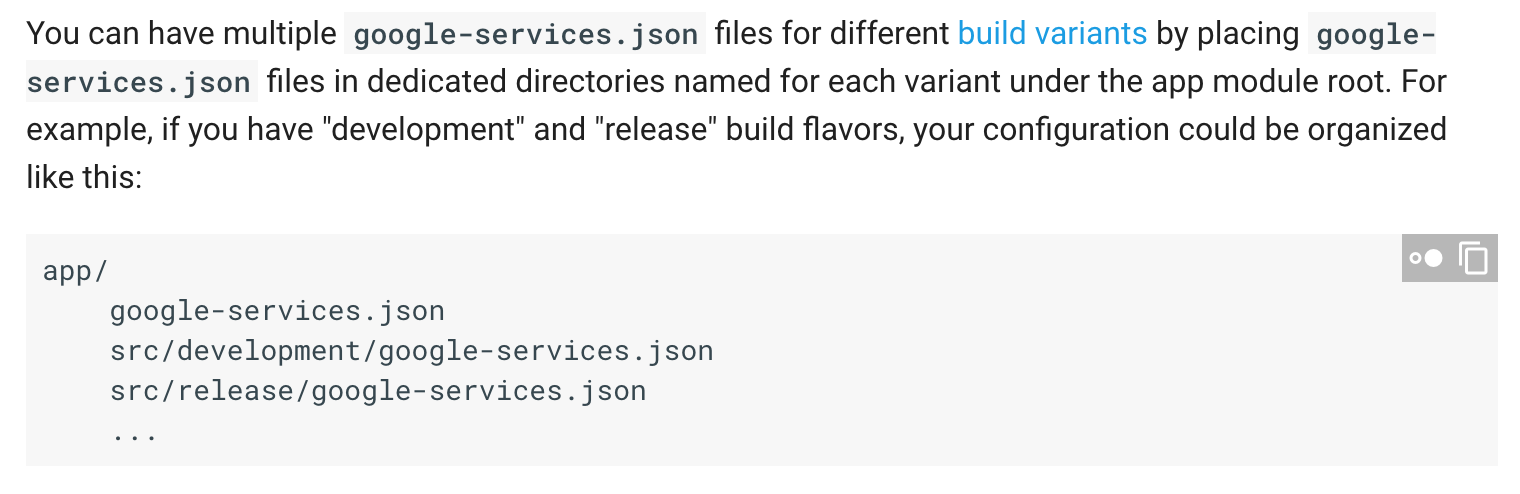 You can have multiple google-services.json files for different build variants by placing google-
services.json files in dedicated directories named for each variant under the app module root. For
example, if you have "development" and "release" build flavors, your configuration could be organized
like this:
app/
    google-services.json
    src/development/google-services.json
    src/release/google-services.json
    ...